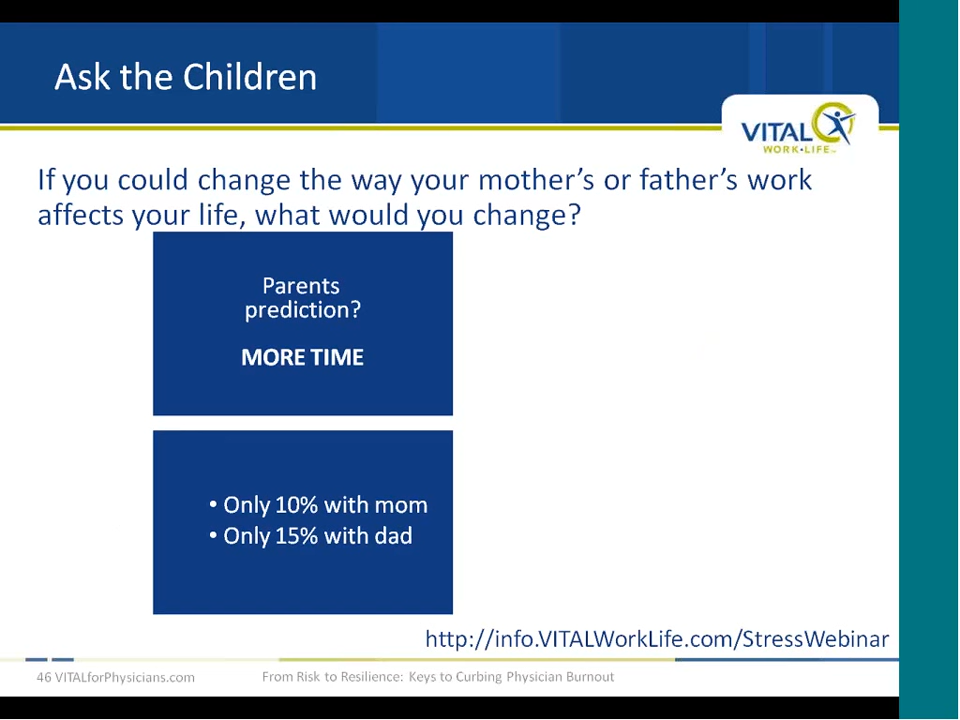 Ask the Children
VITAL
WORK•LIFE™
If you could change the way your mother's or father's work
affects your life, what would you change?
Parents
prediction?
MORE TIME
• Only 10% with mom
• Only 15% with dad
http://info.VITALWorkLife.com/StressWebinar
46 VITALforPhysicians.com
From Risk to Resilience: Keys to Curbing Physician Burnout